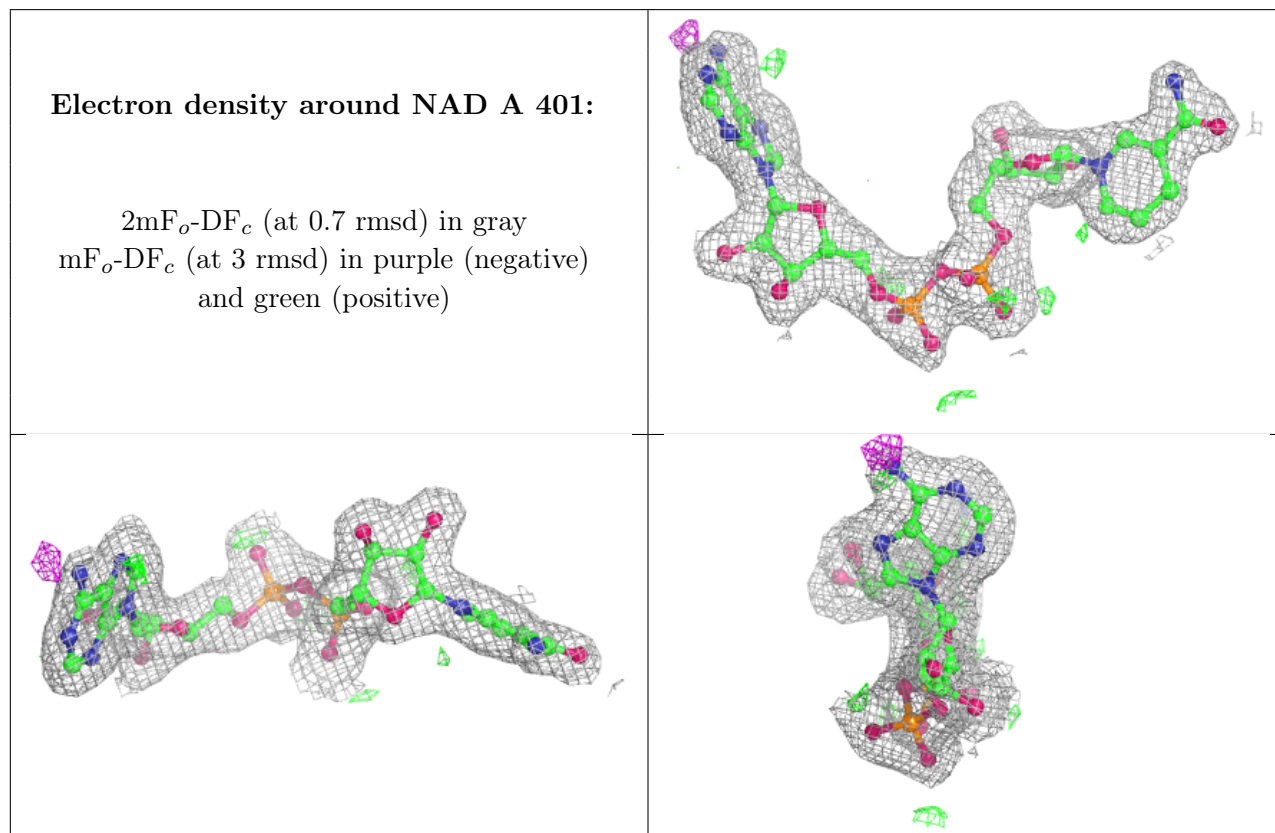 Electron density around NAD A 401:
2mFo-DFc (at 0.7 rmsd) in gray
mFo-DFc (at 3 rmsd) in purple (negative)
and green (positive)